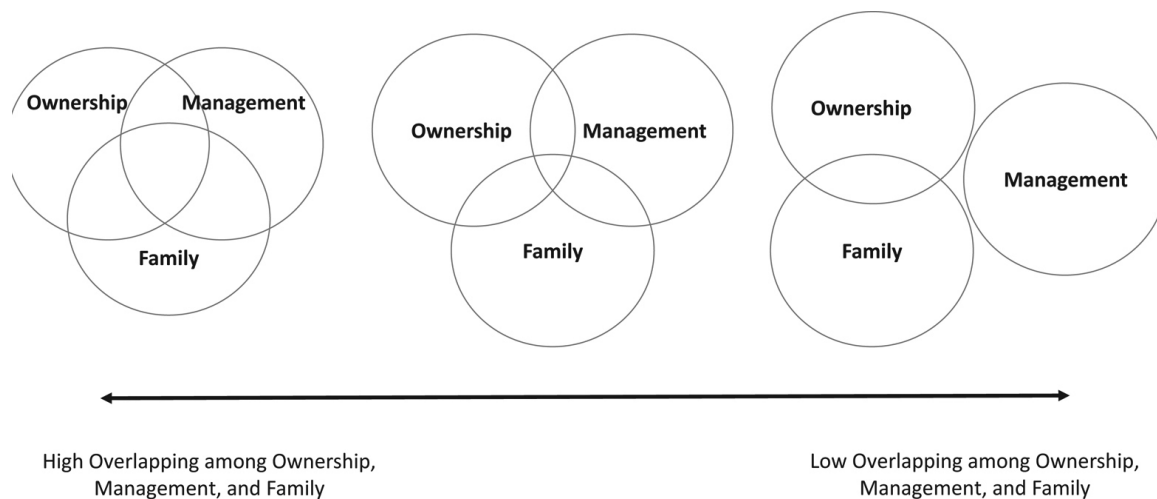 Ownership
Management
Family
Ownership
Management
Family
Ownership
Management
Family
High Overlapping among Ownership,
Management, and Family
Low Overlapping among Ownership,
Management, and Family